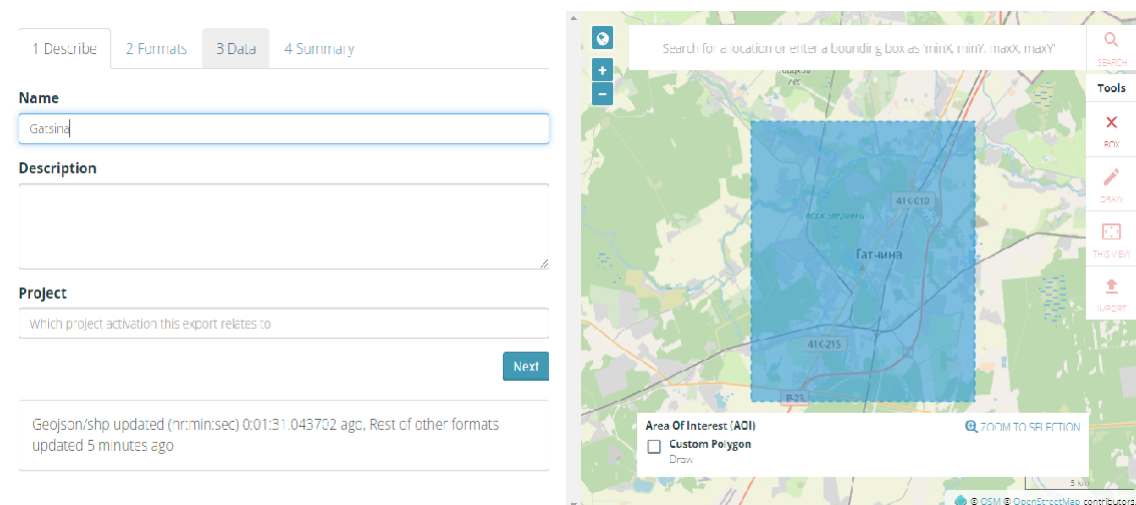 1 Describe
2 Formats
3 Data
4 Summary
Name
Gatsina
Description
Project
Which project activation this export relates to
Next
Geojson/shp updated (hr:min:sec) 0:01:31.043702 ago, Rest of other formats
updated 5 minutes ago
Search for a location or enter a bounding box as 'minX, minY, maxX, maxY'
SEARCH
Tools
BOX
DRAW
THIS VIEW
IMPORT
41К-010
Гатчина
41К-215
Р-23
Area Of Interest (AOI)
ZOOM TO SELECTION
Custom Polygon
Draw
5 km
© OSM © OpenStreetMap contributors.